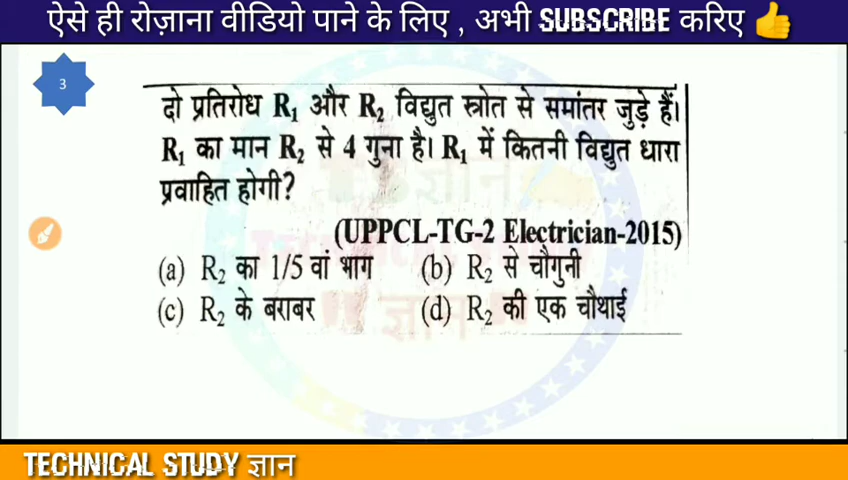 ऐसे ही रोज़ाना वीडियो पाने के लिए , अभी SUBSCRIBE करिए
3
दो प्रतिरोध R₁ और R₂ विद्युत स्त्रोत से समांतर जुड़े हैं।
R₁ का मान R₂ से 4 गुना है। R₁ में कितनी विद्युत धारा
प्रवाहित होगी?
(UPPCL-TG-2 Electrician-2015)
(a) R₂ का 1/5 वां भाग (b) R₂ से चौगुनी
(c) R₂ के बराबर (d) R₂ की एक चौथाई
TECHNICAL STUDY ज्ञान